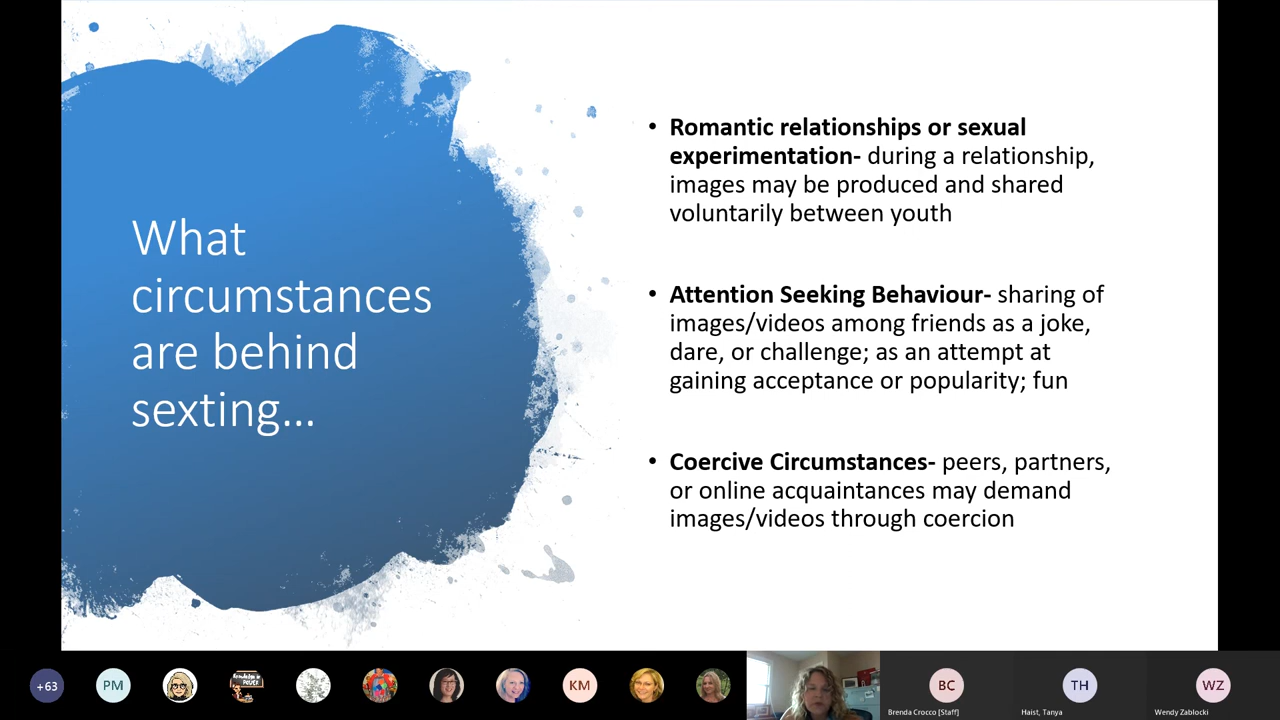 What
circumstances
are behind
sexting...
• Romantic relationships or sexual
experimentation- during a relationship,
images may be produced and shared
voluntarily between youth
• Attention Seeking Behaviour- sharing of
images/videos among friends as a joke,
dare, or challenge; as an attempt at
gaining acceptance or popularity; fun
• Coercive Circumstances- peers, partners,
or online acquaintances may demand
images/videos through coercion
+63
PM
KM
BC
TH
WZ
Brenda Crocco [Staff]
Haist, Tanya
Wendy Zablocki